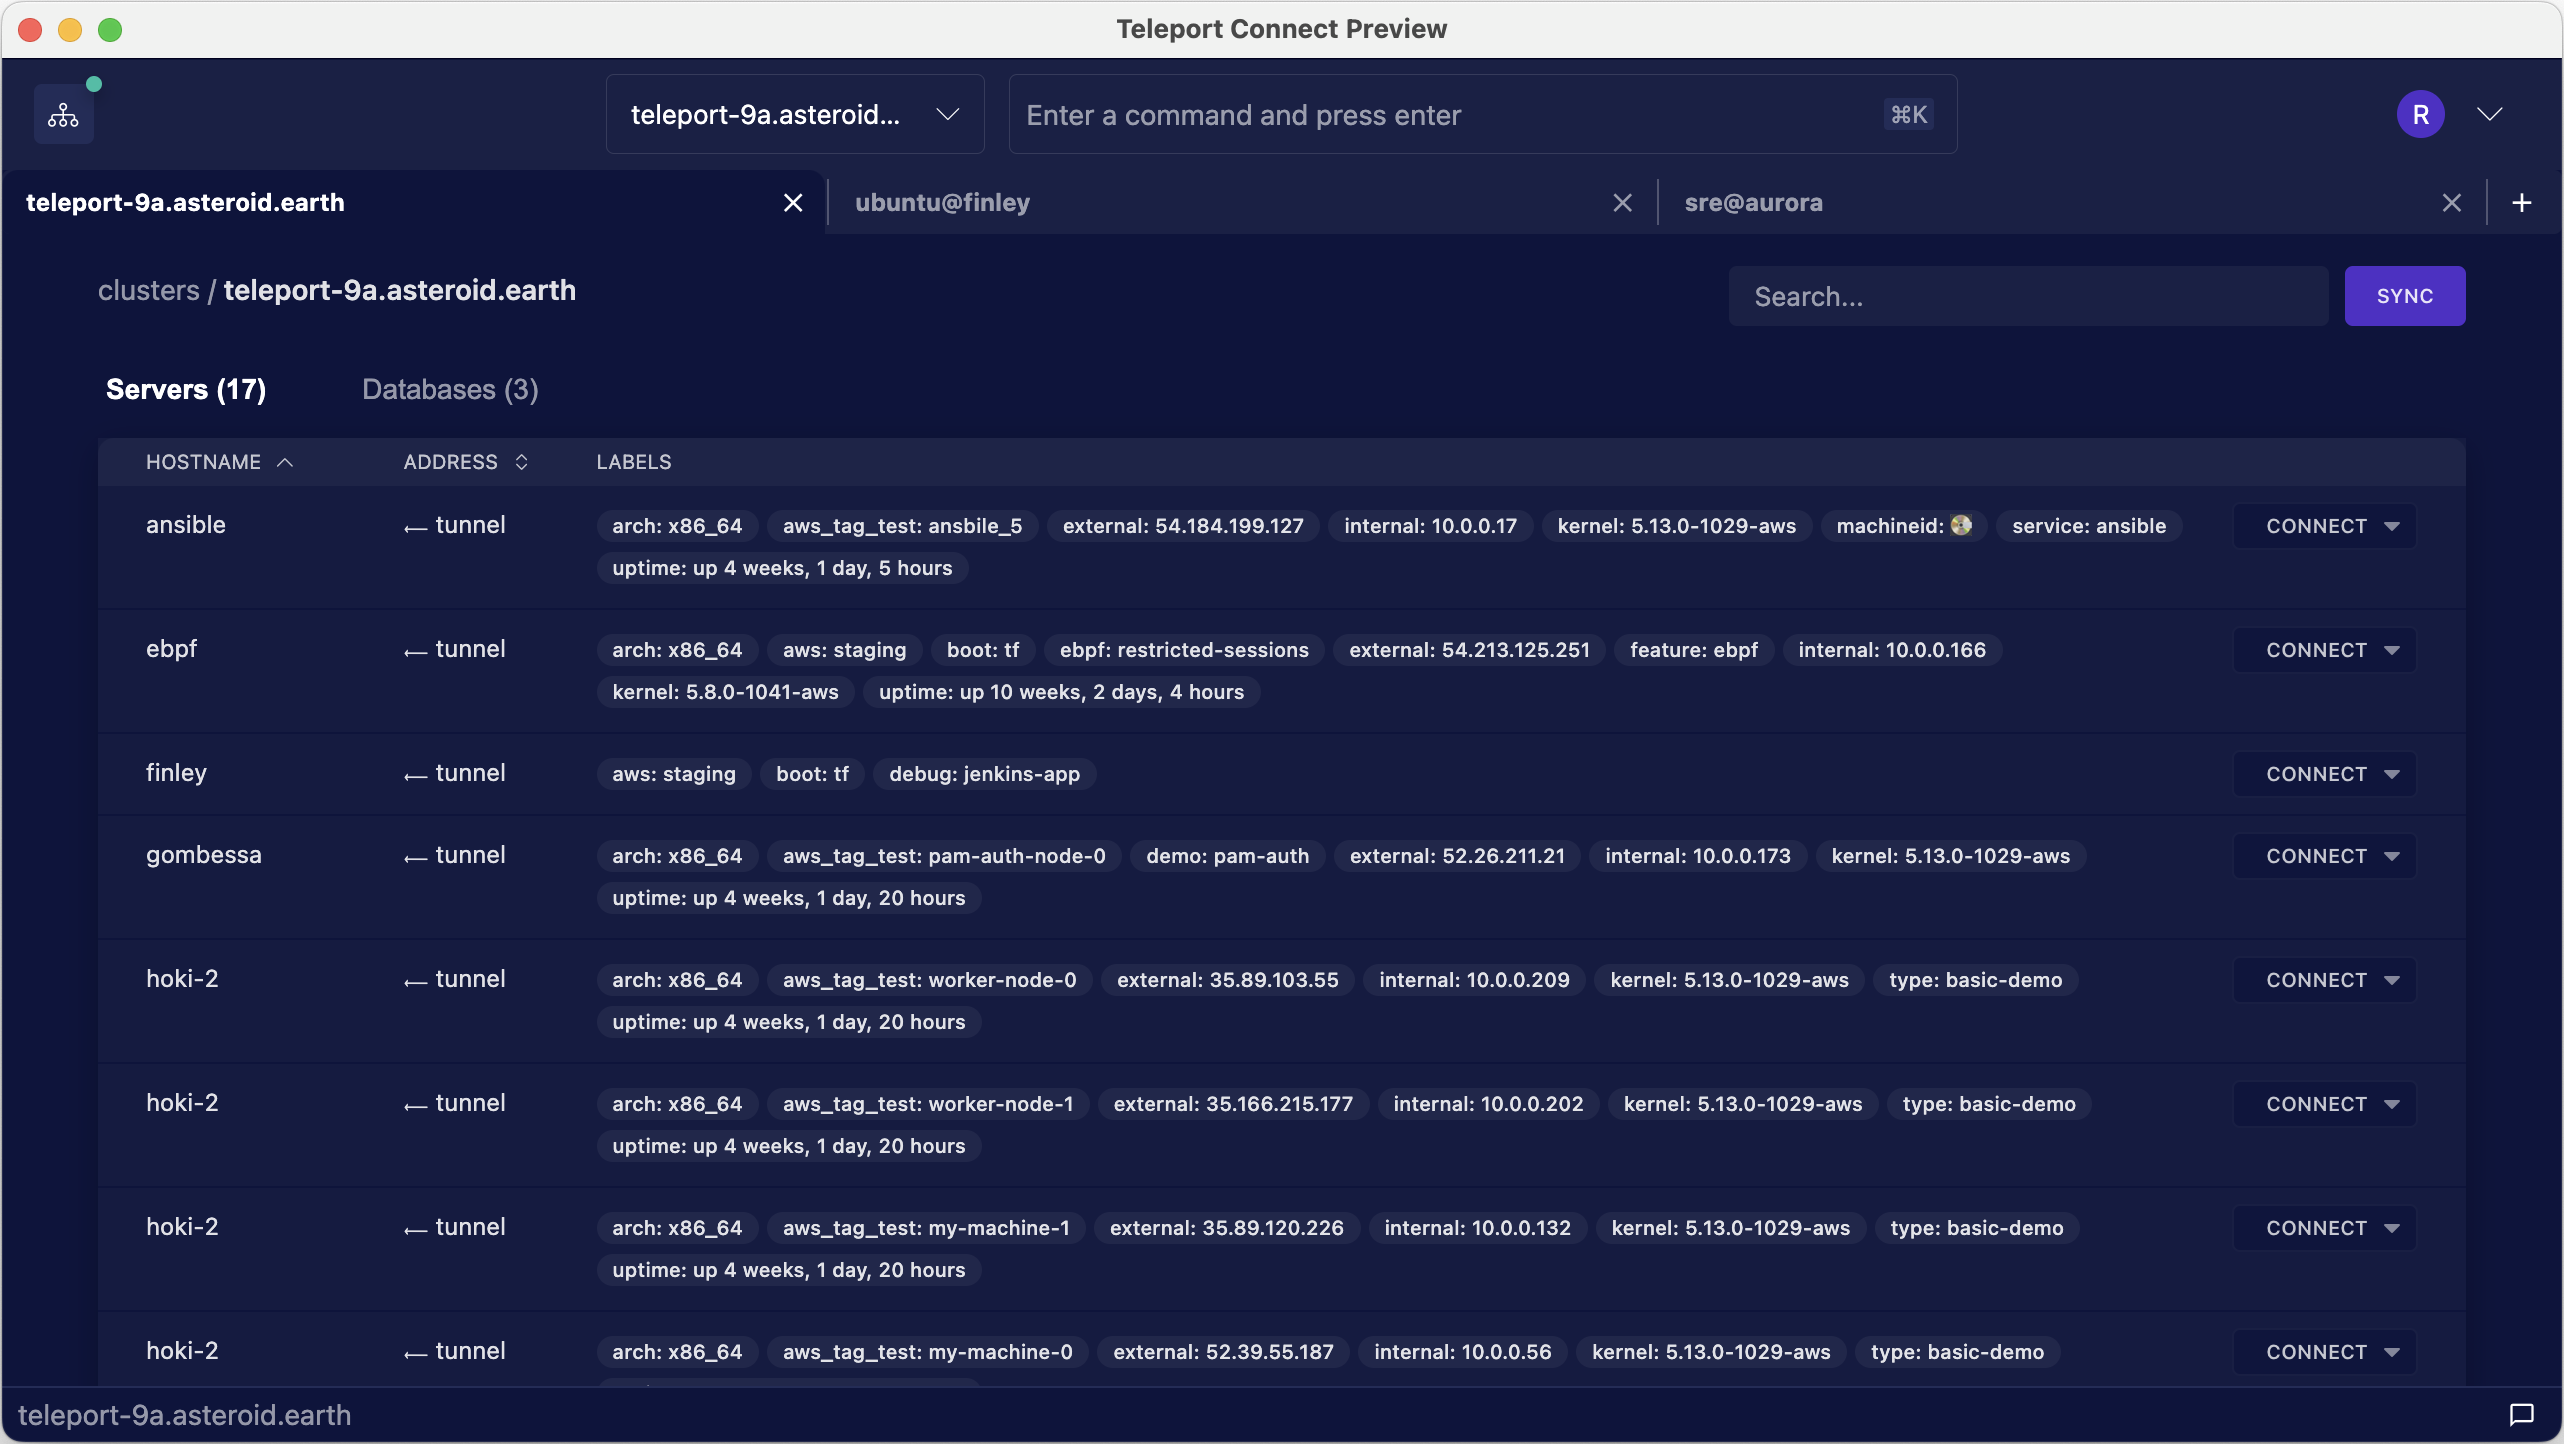 Teleport Connect Preview
teleport-9a.asteroid... Enter a command and press enter ⌘K R
teleport-9a.asteroid.earth ubuntu@finley sre@aurora
clusters / teleport-9a.asteroid.earth Search... SYNC
Servers (17) Databases (3)
HOSTNAME ADDRESS LABELS
ansible ← tunnel arch: x86_64 aws_tag_test: ansbile_5 external: 54.184.199.127 internal: 10.0.0.17 kernel: 5.13.0-1029-aws machineid: 📀 service: ansible CONNECT
uptime: up 4 weeks, 1 day, 5 hours
ebpf ← tunnel arch: x86_64 aws: staging boot: tf ebpf: restricted-sessions external: 54.213.125.251 feature: ebpf internal: 10.0.0.166 CONNECT
kernel: 5.8.0-1041-aws uptime: up 10 weeks, 2 days, 4 hours
finley ← tunnel aws: staging boot: tf debug: jenkins-app CONNECT
gombessa ← tunnel arch: x86_64 aws_tag_test: pam-auth-node-0 demo: pam-auth external: 52.26.211.21 internal: 10.0.0.173 kernel: 5.13.0-1029-aws CONNECT
uptime: up 4 weeks, 1 day, 20 hours
hoki-2 ← tunnel arch: x86_64 aws_tag_test: worker-node-0 external: 35.89.103.55 internal: 10.0.0.209 kernel: 5.13.0-1029-aws type: basic-demo CONNECT
uptime: up 4 weeks, 1 day, 20 hours
hoki-2 ← tunnel arch: x86_64 aws_tag_test: worker-node-1 external: 35.166.215.177 internal: 10.0.0.202 kernel: 5.13.0-1029-aws type: basic-demo CONNECT
uptime: up 4 weeks, 1 day, 20 hours
hoki-2 ← tunnel arch: x86_64 aws_tag_test: my-machine-1 external: 35.89.120.226 internal: 10.0.0.132 kernel: 5.13.0-1029-aws type: basic-demo CONNECT
uptime: up 4 weeks, 1 day, 20 hours
hoki-2 ← tunnel arch: x86_64 aws_tag_test: my-machine-0 external: 52.39.55.187 internal: 10.0.0.56 kernel: 5.13.0-1029-aws type: basic-demo CONNECT
teleport-9a.asteroid.earth